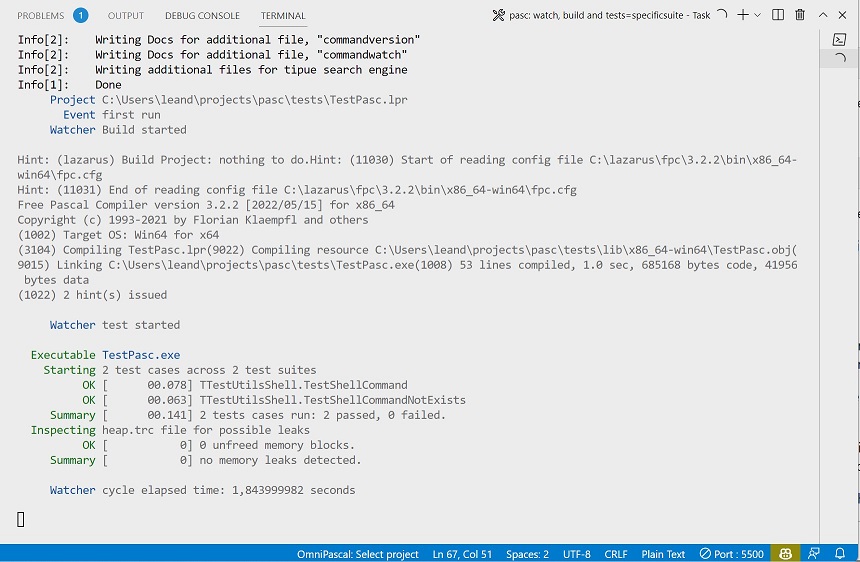 PROBLEMS 1 OUTPUT DEBUG CONSOLE TERMINAL pasc: watch, build and tests=specificsuite - Task
Info[2]: Writing Docs for additional file, "commandversion"
Info[2]: Writing Docs for additional file, "commandwatch"
Info[2]: Writing additional files for tipue search engine
Info[1]: Done
Project C:\Users\leand\projects\pasc\tests\TestPasc.lpr
Event first run
Watcher Build started
Hint: (lazarus) Build Project: nothing to do.Hint: (11030) Start of reading config file C:\lazarus\fpc\3.2.2\bin\x86_64-
win64\fpc.cfg
Hint: (11031) End of reading config file C:\lazarus\fpc\3.2.2\bin\x86_64-win64\fpc.cfg
Free Pascal Compiler version 3.2.2 [2022/05/15] for x86_64
Copyright (c) 1993-2021 by Florian Klaempfl and others
(1002) Target OS: Win64 for x64
(3104) Compiling TestPasc.lpr(9022) Compiling resource C:\Users\leand\projects\pasc\tests\lib\x86_64-win64\TestPasc.obj(
9015) Linking C:\Users\leand\projects\pasc\tests\TestPasc.exe(1008) 53 lines compiled, 1.0 sec, 685168 bytes code, 41956
bytes data
(1022) 2 hint(s) issued
Watcher test started
Executable TestPasc.exe
Starting 2 test cases across 2 test suites
OK [ 00.078] TTestUtilsShell.TestShellCommand
OK [ 00.063] TTestUtilsShell.TestShellCommandNotExists
Summary [ 00.141] 2 tests cases run: 2 passed, 0 failed.
Inspecting heap.trc file for possible leaks
OK [ 0] 0 unfreed memory blocks.
Summary [ 0] no memory leaks detected.
Watcher cycle elapsed time: 1,843999982 seconds
OmniPascal: Select project Ln 67, Col 51 Spaces: 2 UTF-8 CRLF Plain Text Port : 5500